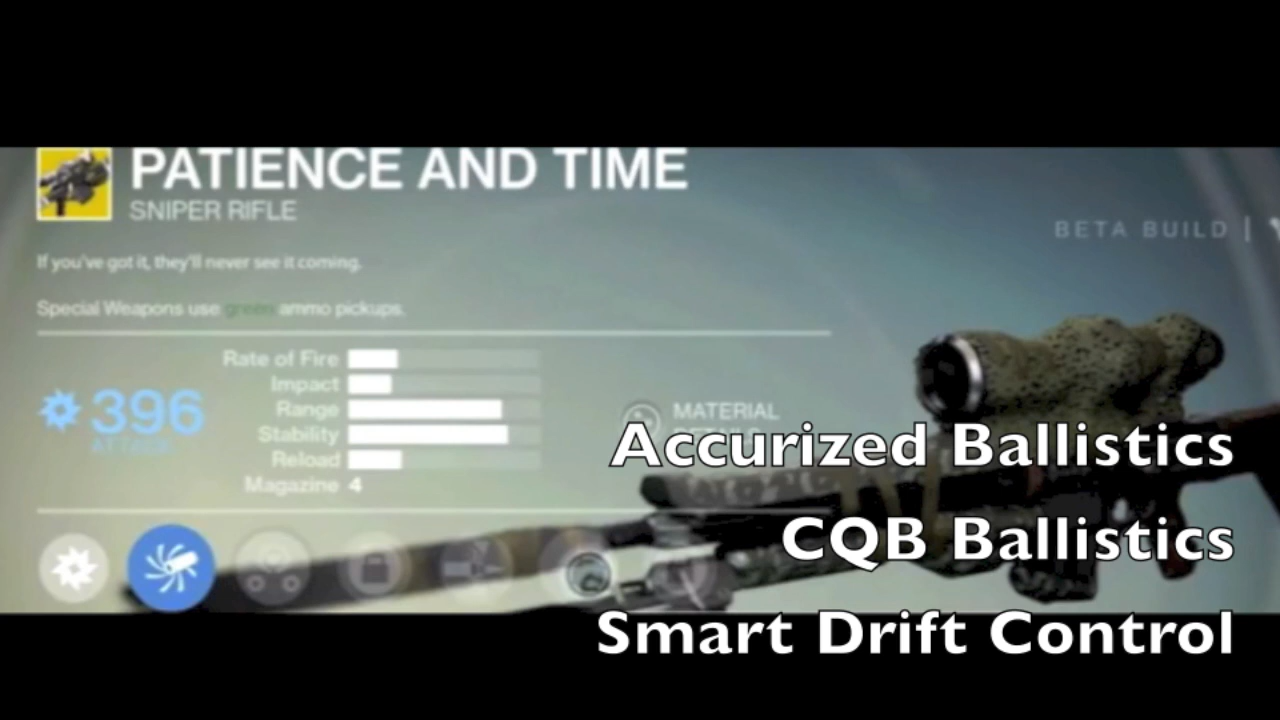 PATIENCE AND TIME
SNIPER RIFLE
BETA BUILD |
If you've got it, they'll never see it coming.
Special Weapons use green ammo pickups.
Rate of Fire
Impact
396
ATTACK
Range
Stability
Reload
Magazine 4
MATERIAL
DETAILS
Accurized Ballistics
CQB Ballistics
Smart Drift Control